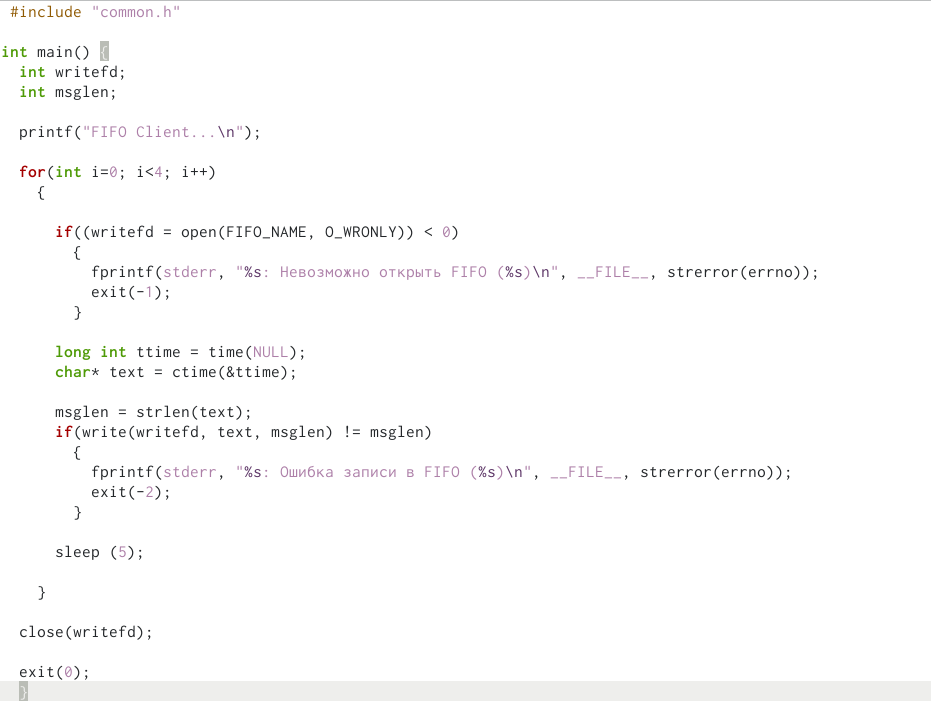 #include "common.h"
int main() {
int writefd;
int msglen;
printf("FIFO Client...\n");
for(int i=0; i<4; i++)
{
if((writefd = open(FIFO_NAME, O_WRONLY)) < 0)
{
fprintf(stderr, "%s: Невозможно открыть FIFO (%s)\n", __FILE__, strerror(errno));
exit(-1);
}
long int ttime = time(NULL);
char* text = ctime(&ttime);
msglen = strlen(text);
if(write(writefd, text, msglen) != msglen)
{
fprintf(stderr, "%s: Ошибка записи в FIFO (%s)\n", __FILE__, strerror(errno));
exit(-2);
}
sleep (5);
}
close(writefd);
exit(0);
}